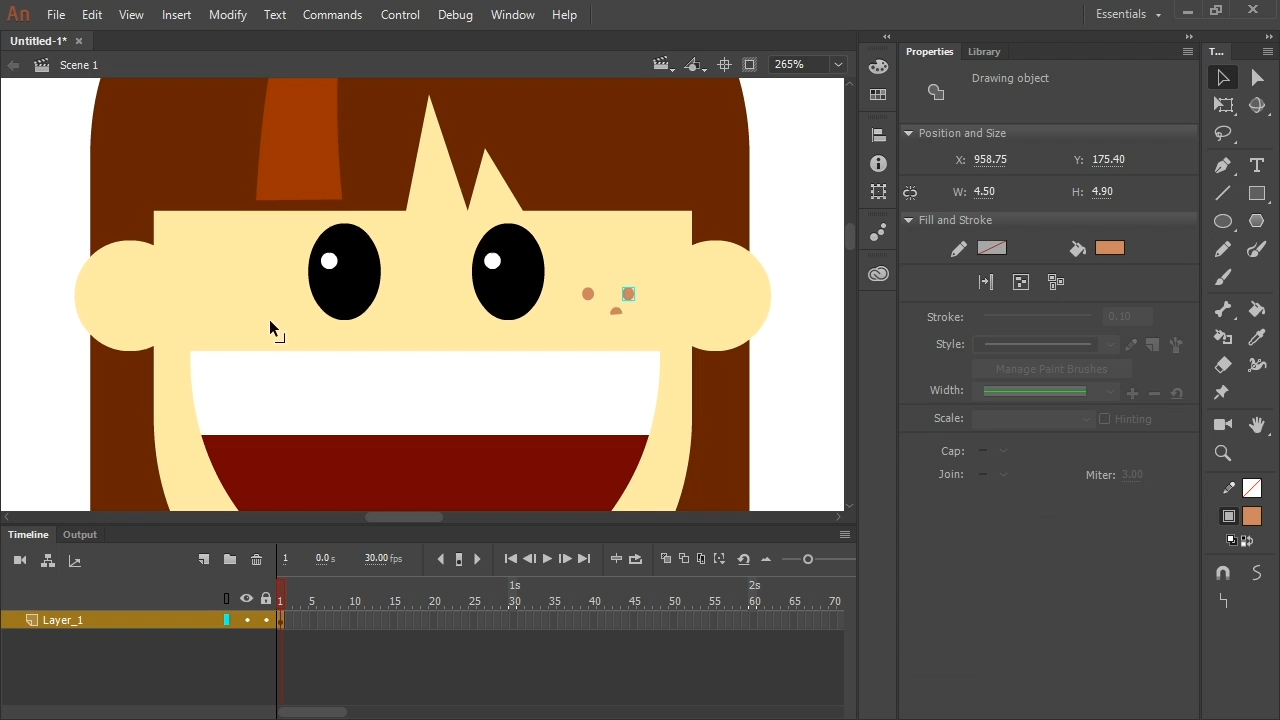 An File Edit View Insert Modify Text Commands Control Debug Window Help Essentials
Untitled-1* ×
Scene 1 265%
Properties Library T...
Drawing object
Position and Size
X: 958.75 Y: 175.40
W: 4.50 H: 4.90
Fill and Stroke
Stroke: 0.10
Style:
Manage Paint Brushes
Width:
Scale: Hinting
Cap:
Join: Miter: 3.00
Timeline Output
1 0.0 s 30.00 fps
1s 2s
1 5 10 15 20 25 30 35 40 45 50 55 60 65 70
Layer_1